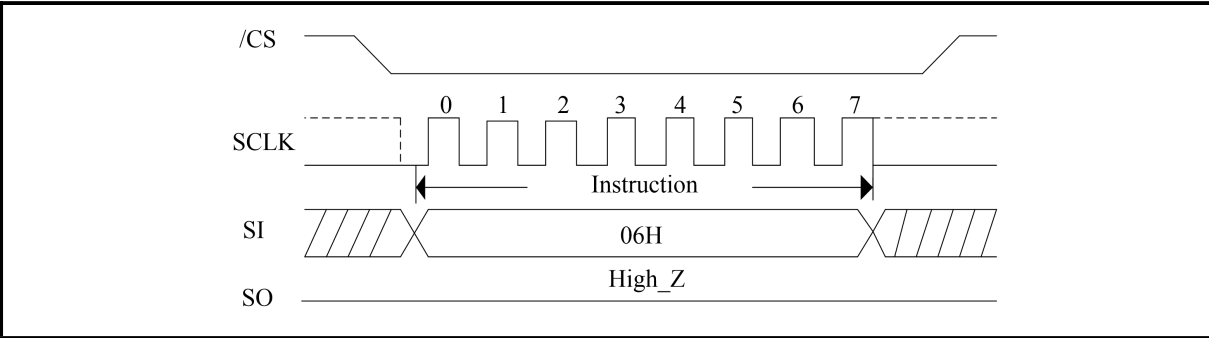 /CS
0 1 2 3 4 5 6 7
SCLK
Instruction
SI
06H
High_Z
SO